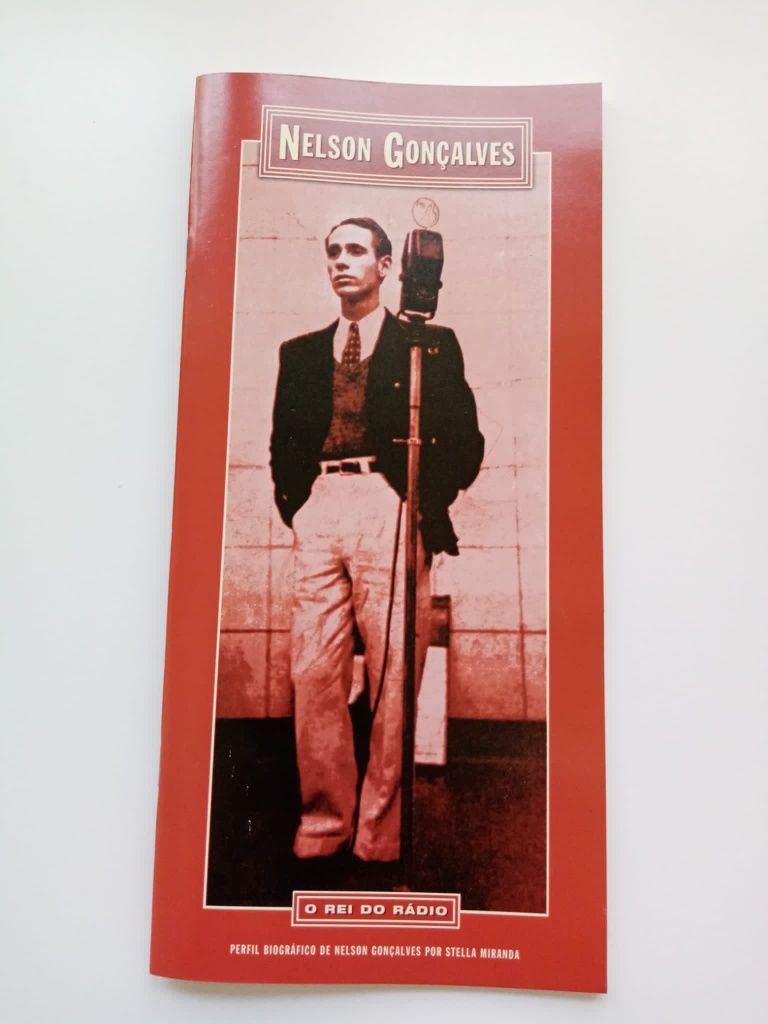 NELSON GONÇALVES
O REI DO RÁDIO
PERFIL BIOGRÁFICO DE NELSON GONÇALVES POR STELLA MIRANDA